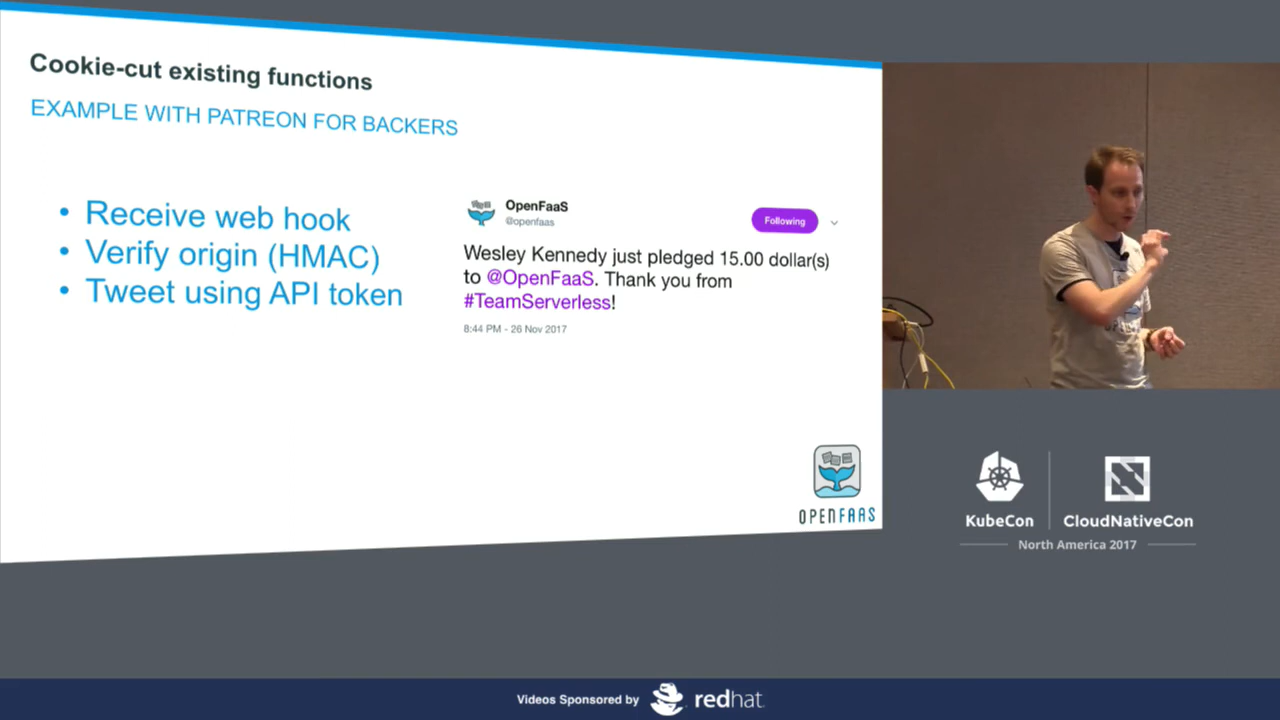 Cookie-cut existing functions
EXAMPLE WITH PATREON FOR BACKERS
• Receive web hook
• Verify origin (HMAC)
• Tweet using API token
OpenFaaS
@openfaas
Following
Wesley Kennedy just pledged 15.00 dollar(s)
to @OpenFaaS. Thank you from
#TeamServerless!
8:44 PM - 26 Nov 2017
OPENFAAS
KubeCon
CloudNativeCon
North America 2017
Videos Sponsored by
redhat